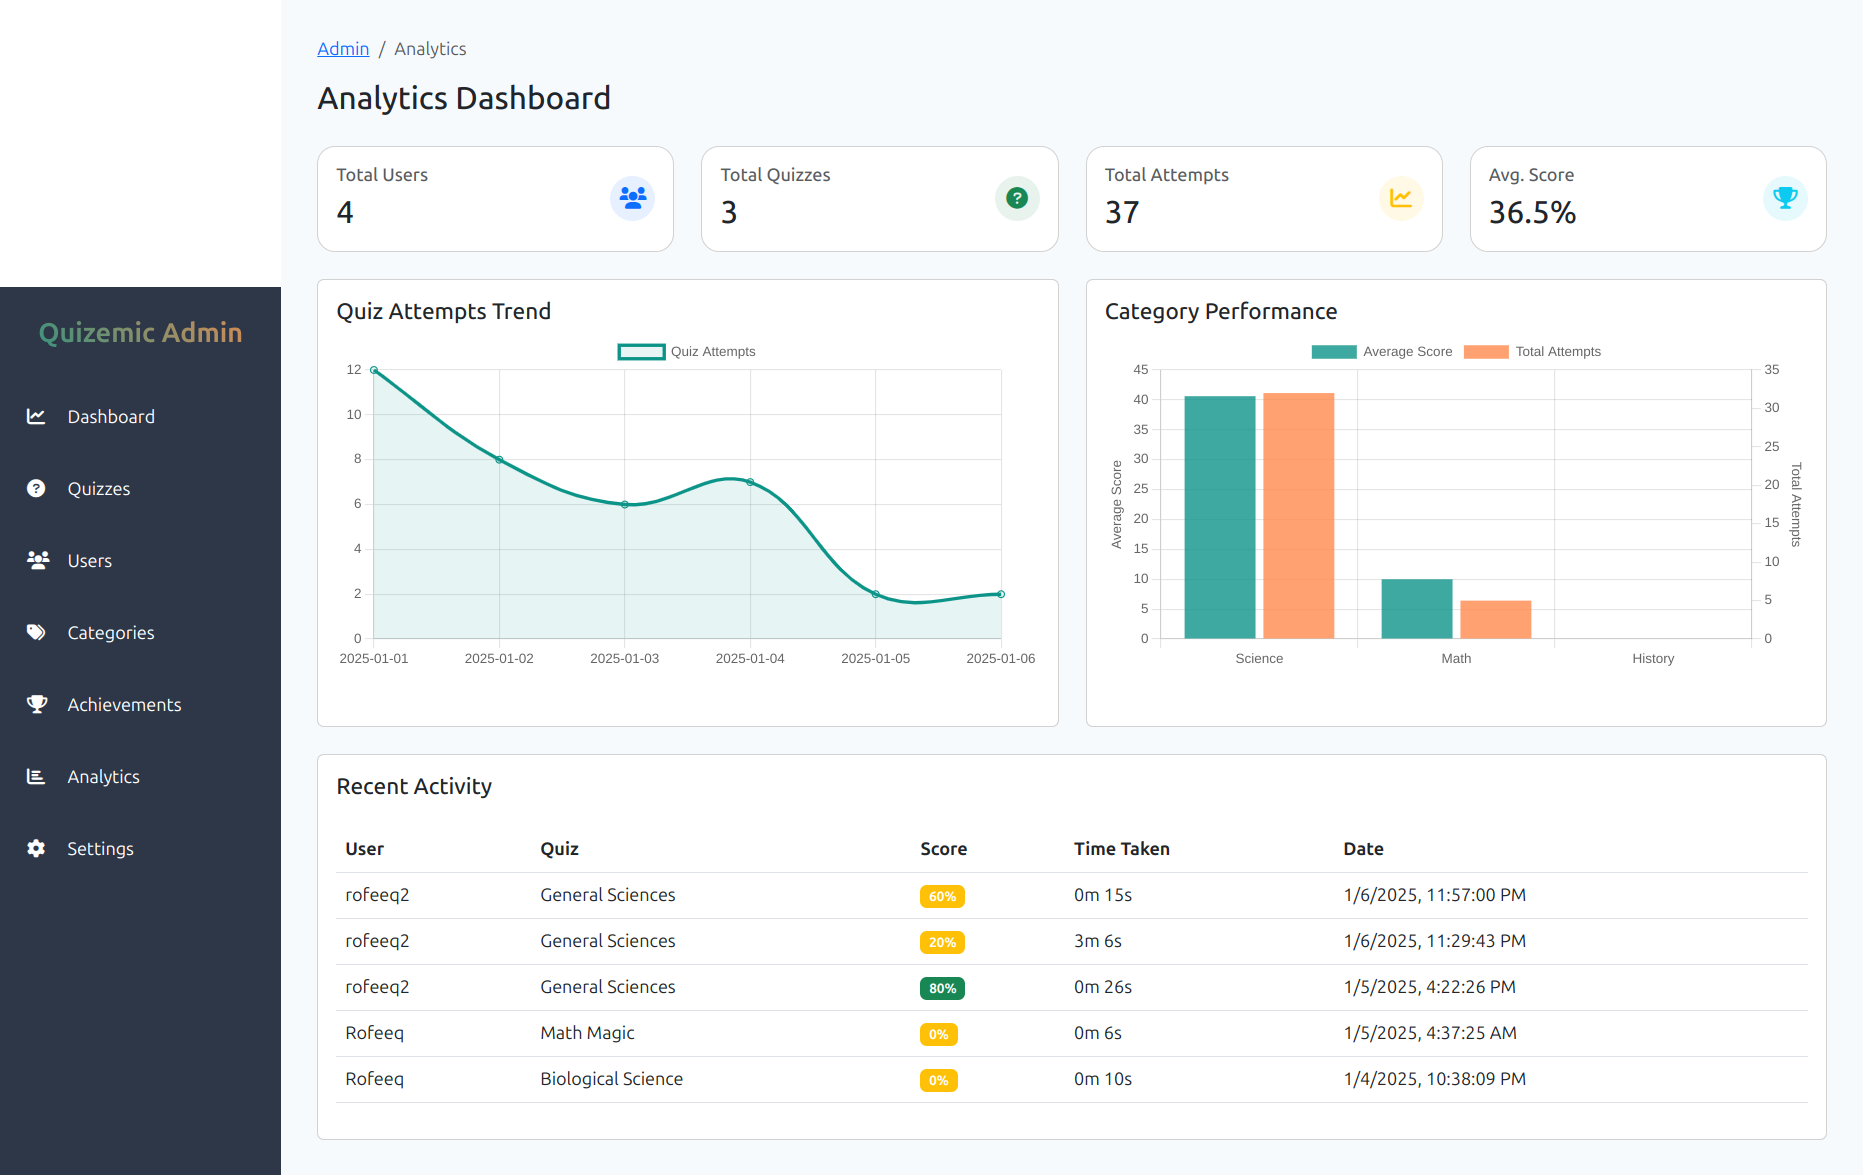 Quizemic Admin
Dashboard
Quizzes
Users
Categories
Achievements
Analytics
Settings
Admin / Analytics
Analytics Dashboard
Total Users
4
Total Quizzes
3
Total Attempts
37
Avg. Score
36.5%
Quiz Attempts Trend
Quiz Attempts
12
10
8
6
4
2
0
2025-01-01 2025-01-02 2025-01-03 2025-01-04 2025-01-05 2025-01-06
Category Performance
Average Score Total Attempts
Average Score
45
40
35
30
25
20
15
10
5
0
35
30
25
20
15
10
5
0
Total Attempts
Science Math History
Recent Activity
User Quiz Score Time Taken Date
rofeeq2 General Sciences 60% 0m 15s 1/6/2025, 11:57:00 PM
rofeeq2 General Sciences 20% 3m 6s 1/6/2025, 11:29:43 PM
rofeeq2 General Sciences 80% 0m 26s 1/5/2025, 4:22:26 PM
Rofeeq Math Magic 0% 0m 6s 1/5/2025, 4:37:25 AM
Rofeeq Biological Science 0% 0m 10s 1/4/2025, 10:38:09 PM